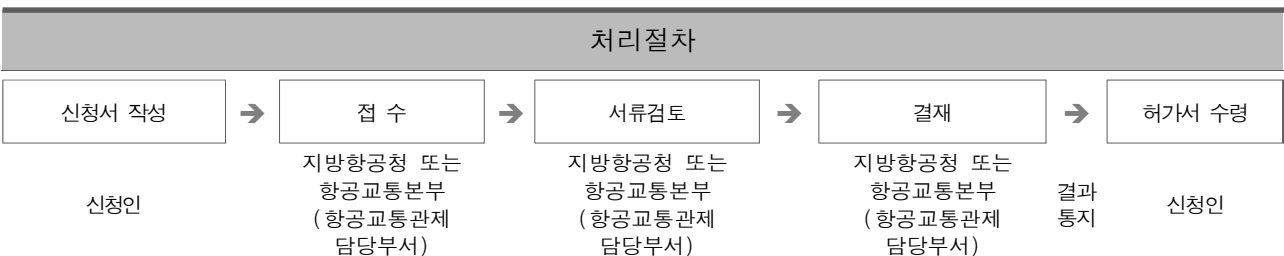 처리절차
신청서 작성 ➔ 접 수 ➔ 서류검토 ➔ 결재 ➔ 허가서 수령
신청인
지방항공청 또는
항공교통본부
(항공교통관제
담당부서)
지방항공청 또는
항공교통본부
(항공교통관제
담당부서)
지방항공청 또는
항공교통본부
(항공교통관제
담당부서)
결과
통지
신청인